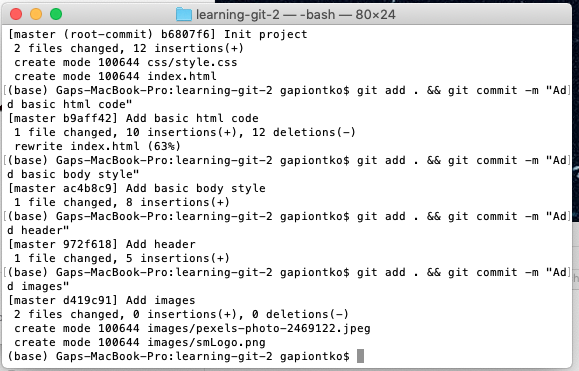 learning-git-2 — -bash — 80×24
[master (root-commit) b6807f6] Init project
2 files changed, 12 insertions(+)
create mode 100644 css/style.css
create mode 100644 index.html
[(base) Gaps-MacBook-Pro:learning-git-2 gapiontko$ git add . && git commit -m "Ad]
d basic html code"
[master b9aff42] Add basic html code
1 file changed, 10 insertions(+), 12 deletions(-)
rewrite index.html (63%)
[(base) Gaps-MacBook-Pro:learning-git-2 gapiontko$ git add . && git commit -m "Ad]
d basic body style"
[master ac4b8c9] Add basic body style
1 file changed, 8 insertions(+)
[(base) Gaps-MacBook-Pro:learning-git-2 gapiontko$ git add . && git commit -m "Ad]
d header"
[master 972f618] Add header
1 file changed, 5 insertions(+)
[(base) Gaps-MacBook-Pro:learning-git-2 gapiontko$ git add . && git commit -m "Ad]
d images"
[master d419c91] Add images
2 files changed, 0 insertions(+), 0 deletions(-)
create mode 100644 images/pexels-photo-2469122.jpeg
create mode 100644 images/smLogo.png
(base) Gaps-MacBook-Pro:learning-git-2 gapiontko$